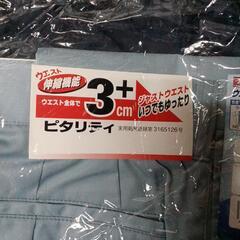 ウエスト
伸縮機能
ウエスト全体で
3+
cm
ピタリティ
ジャストウエスト
いつでもゆったり
実用新案登録第3165126号